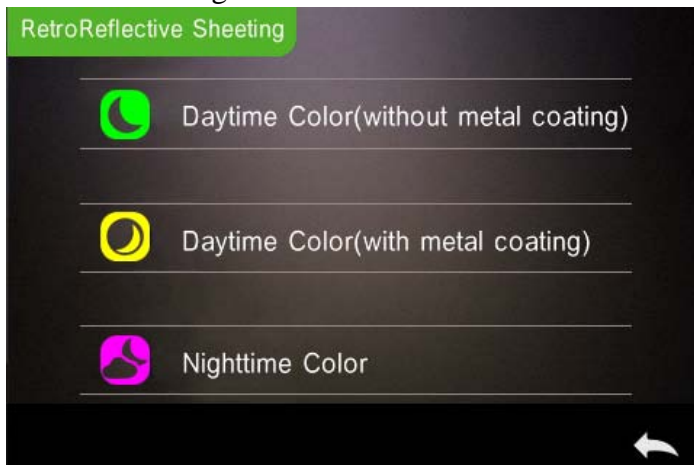 RetroReflective Sheeting
Daytime Color(without metal coating)
Daytime Color(with metal coating)
Nighttime Color